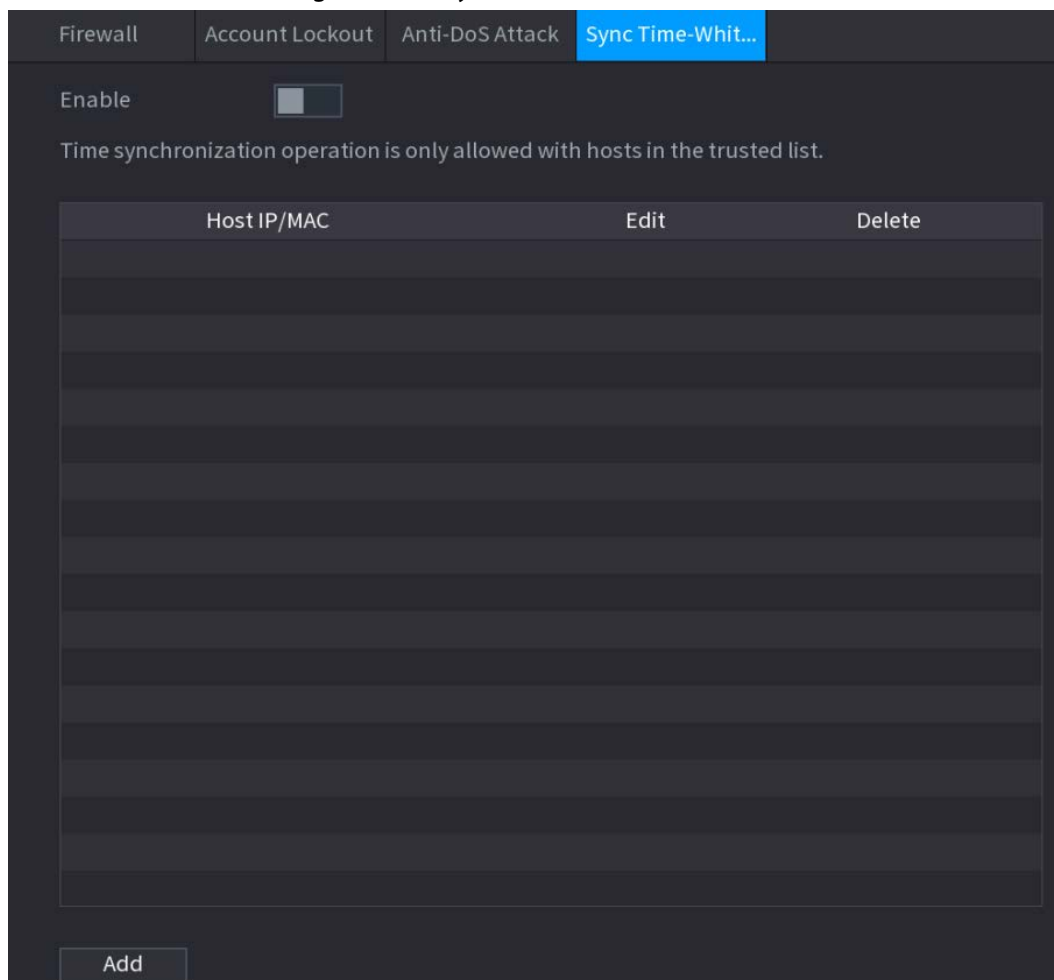 Firewall Account Lockout Anti-DoS Attack Sync Time-Whit...
Enable
Time synchronization operation is only allowed with hosts in the trusted list.
Host IP/MAC Edit Delete
Add